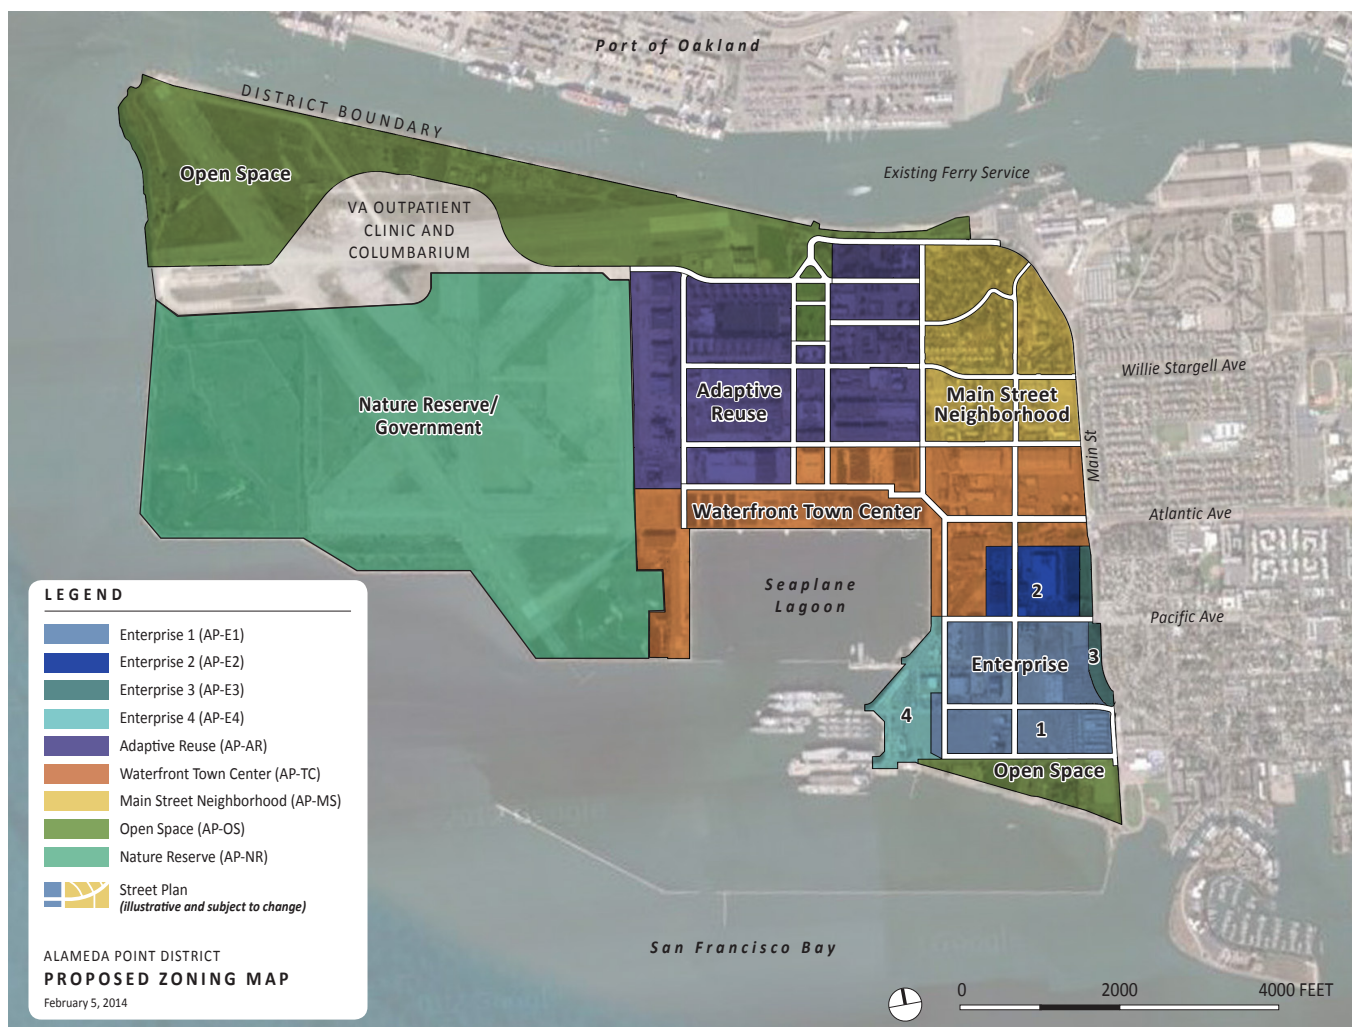 Port of Oakland
DISTRICT BOUNDARY
Existing Ferry Service
Open Space
VA OUTPATIENT
CLINIC AND
COLUMBARIUM
Willie Stargell Ave
Nature Reserve/
Government
Adaptive
Reuse
Main Street
Neighborhood
Main St
Waterfront Town Center
Atlantic Ave
Seaplane
Lagoon
2
Pacific Ave
Enterprise
3
4
1
Open Space
LEGEND
Enterprise 1 (AP-E1)
Enterprise 2 (AP-E2)
Enterprise 3 (AP-E3)
Enterprise 4 (AP-E4)
Adaptive Reuse (AP-AR)
Waterfront Town Center (AP-TC)
Main Street Neighborhood (AP-MS)
Open Space (AP-OS)
Nature Reserve (AP-NR)
Street Plan
(illustrative and subject to change)
ALAMEDA POINT DISTRICT
PROPOSED ZONING MAP
February 5, 2014
San Francisco Bay
0 2000 4000 FEET